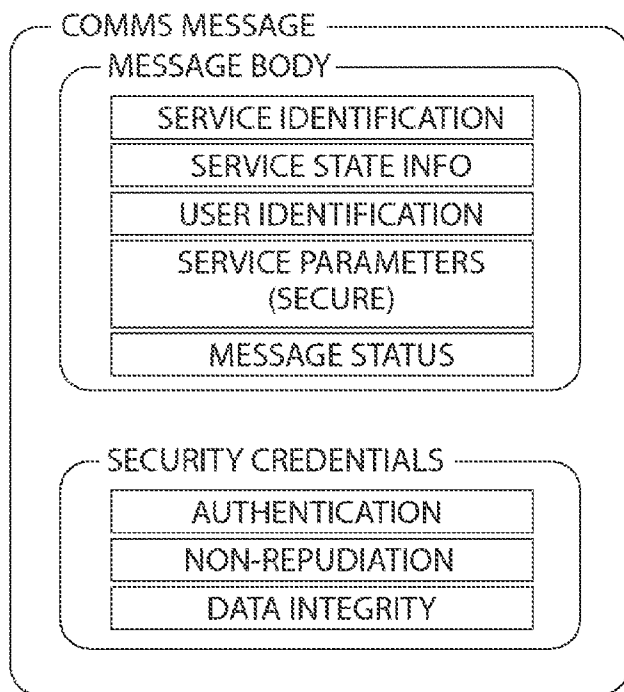 COMMS MESSAGE
MESSAGE BODY
SERVICE IDENTIFICATION
SERVICE STATE INFO
USER IDENTIFICATION
SERVICE PARAMETERS
(SECURE)
MESSAGE STATUS
SECURITY CREDENTIALS
AUTHENTICATION
NON-REPUDIATION
DATA INTEGRITY